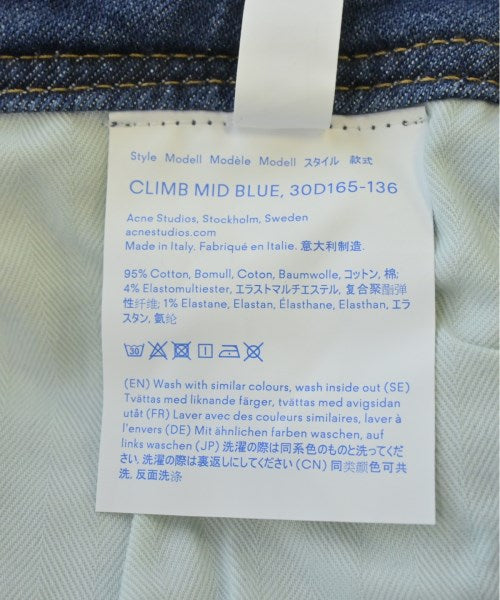 Style Modell Modèle Modell スタイル 款式
CLIMB MID BLUE, 30D165-136
Acne Studios, Stockholm, Sweden
acnestudios.com
Made in Italy. Fabriqué en Italie. 意大利制造.
95% Cotton, Bomull, Coton, Baumwolle, コットン, 棉;
4% Elastomultiester, エラストマルチエステル, 复合聚酯弹
性纤维; 1% Elastane, Elastan, Élasthane, Elasthan, エラ
スタン, 氨纶
30
(EN) Wash with similar colours, wash inside out (SE)
Tvättas med liknande färger, tvättas med avigsidan
utåt (FR) Laver avec des couleurs similaires, laver à
l'envers (DE) Mit ähnlichen farben waschen, auf
links waschen (JP) 洗濯の際は同系色のものと洗ってくだ
さい, 洗濯の際は裏返しにしてください (CN) 同类颜色可共
洗, 反面洗涤